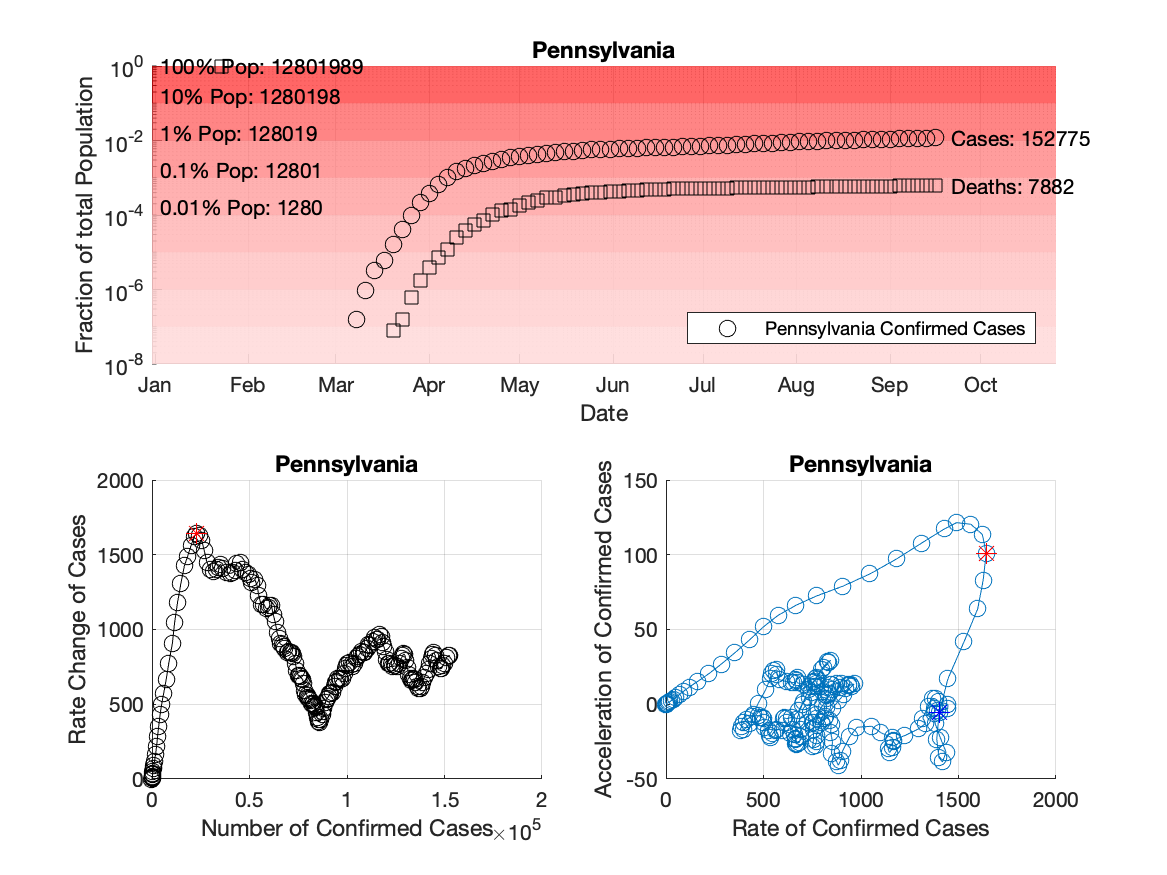 Pennsylvania
100% Pop: 12801989
10% Pop: 1280198
1% Pop: 128019
0.1% Pop: 12801
0.01% Pop: 1280
Cases: 152775
Deaths: 7882
Pennsylvania Confirmed Cases
Fraction of total Population
10^0
10^-2
10^-4
10^-6
10^-8
Jan Feb Mar Apr May Jun Jul Aug Sep Oct
Date
Pennsylvania
Rate Change of Cases
2000
1500
1000
500
0
0 0.5 1 1.5 2
Number of Confirmed Cases ×10^5
Pennsylvania
Acceleration of Confirmed Cases
150
100
50
0
-50
0 500 1000 1500 2000
Rate of Confirmed Cases